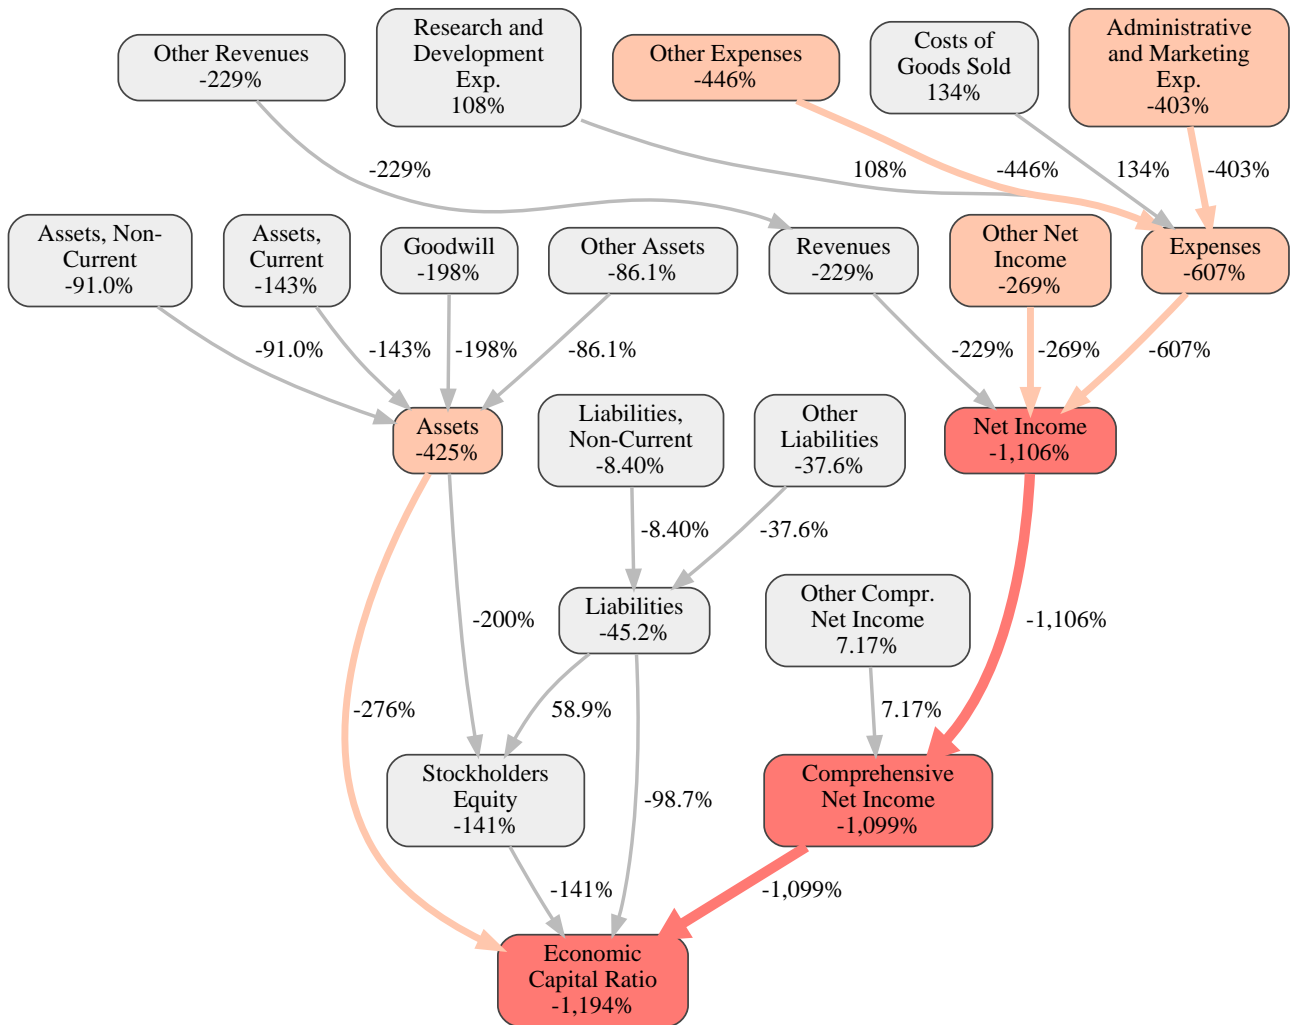 Other Revenues
-229%
Research and
Development
Exp.
108%
Other Expenses
-446%
Costs of
Goods Sold
134%
Administrative
and Marketing
Exp.
-403%
-229%
108%
-446%
134%
-403%
Assets, Non-
Current
-91.0%
Assets,
Current
-143%
Goodwill
-198%
Other Assets
-86.1%
Revenues
-229%
Other Net
Income
-269%
Expenses
-607%
-91.0%
-143%
-198%
-86.1%
-229%
-269%
-607%
Assets
-425%
Liabilities,
Non-Current
-8.40%
Other
Liabilities
-37.6%
Net Income
-1,106%
-8.40%
-37.6%
Liabilities
-45.2%
Other Compr.
Net Income
7.17%
-200%
-1,106%
-276%
58.9%
7.17%
Stockholders
Equity
-141%
-98.7%
Comprehensive
Net Income
-1,099%
-141%
-1,099%
Economic
Capital Ratio
-1,194%